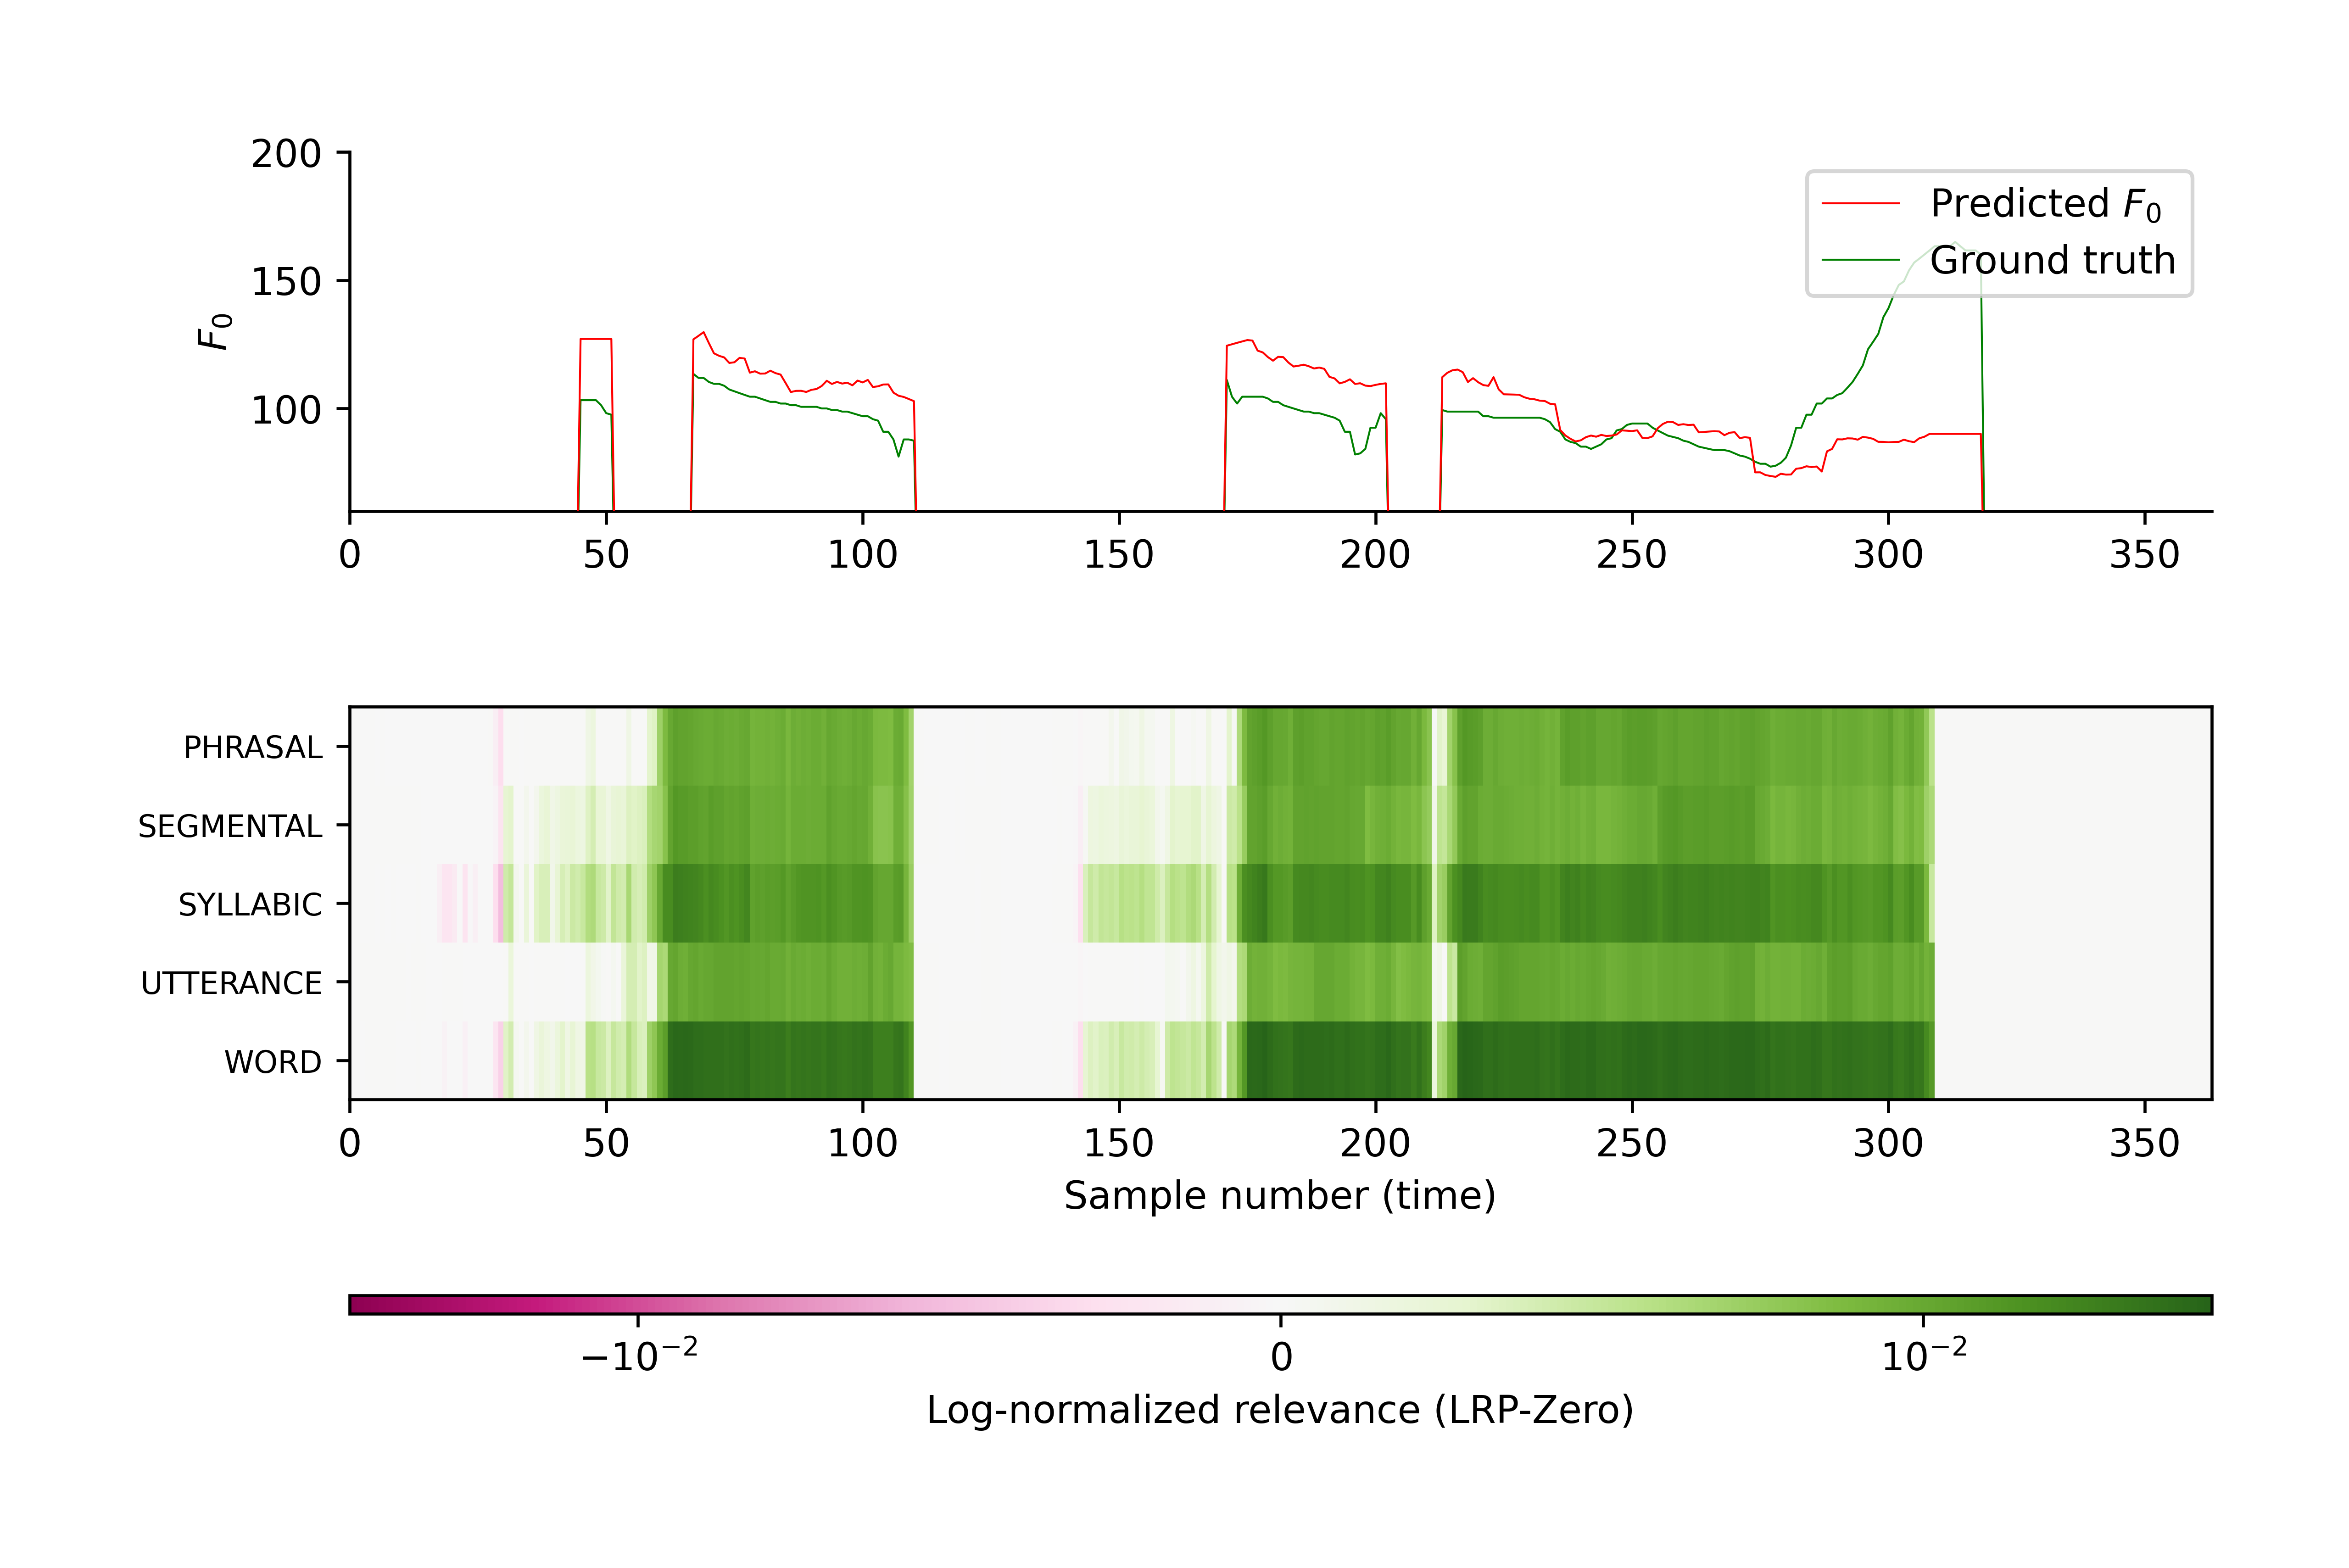 200
150
100
F₀
Predicted F₀
Ground truth
0 50 100 150 200 250 300 350
PHRASAL
SEGMENTAL
SYLLABIC
UTTERANCE
WORD
0 50 100 150 200 250 300 350
Sample number (time)
−10⁻² 0 10⁻²
Log-normalized relevance (LRP-Zero)